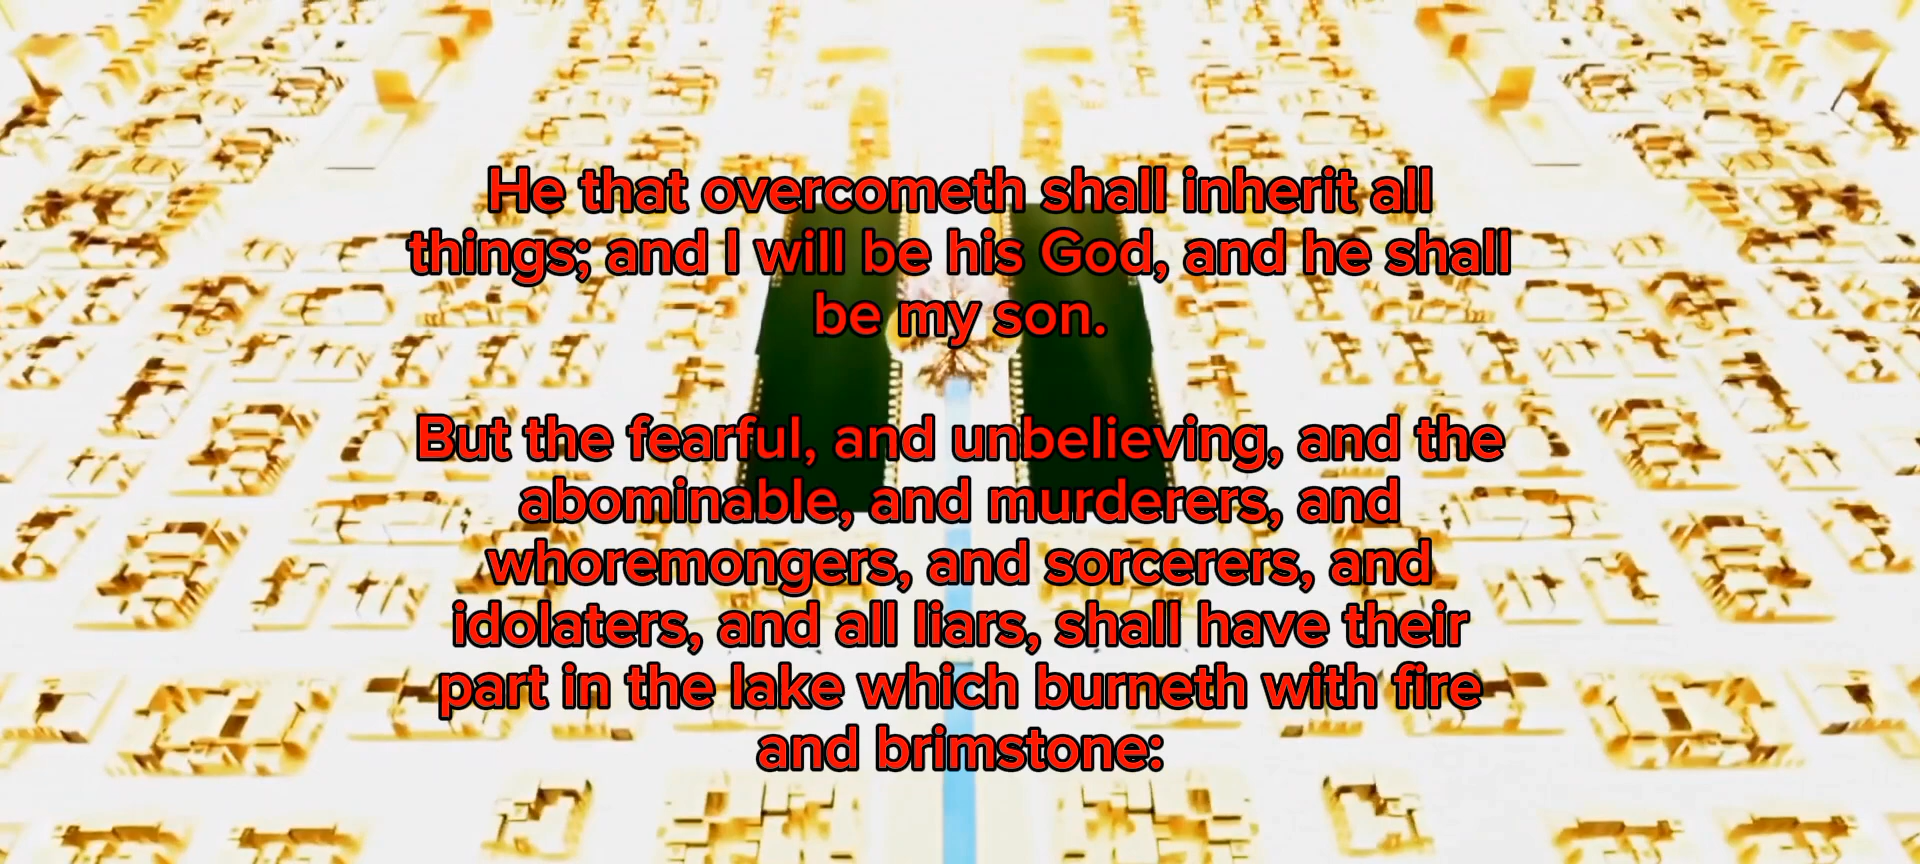 He that overcometh shall inherit all
things; and I will be his God, and he shall
be my son.
But the fearful, and unbelieving, and the
abominable, and murderers, and
whoremongers, and sorcerers, and
idolaters, and all liars, shall have their
part in the lake which burneth with fire
and brimstone: